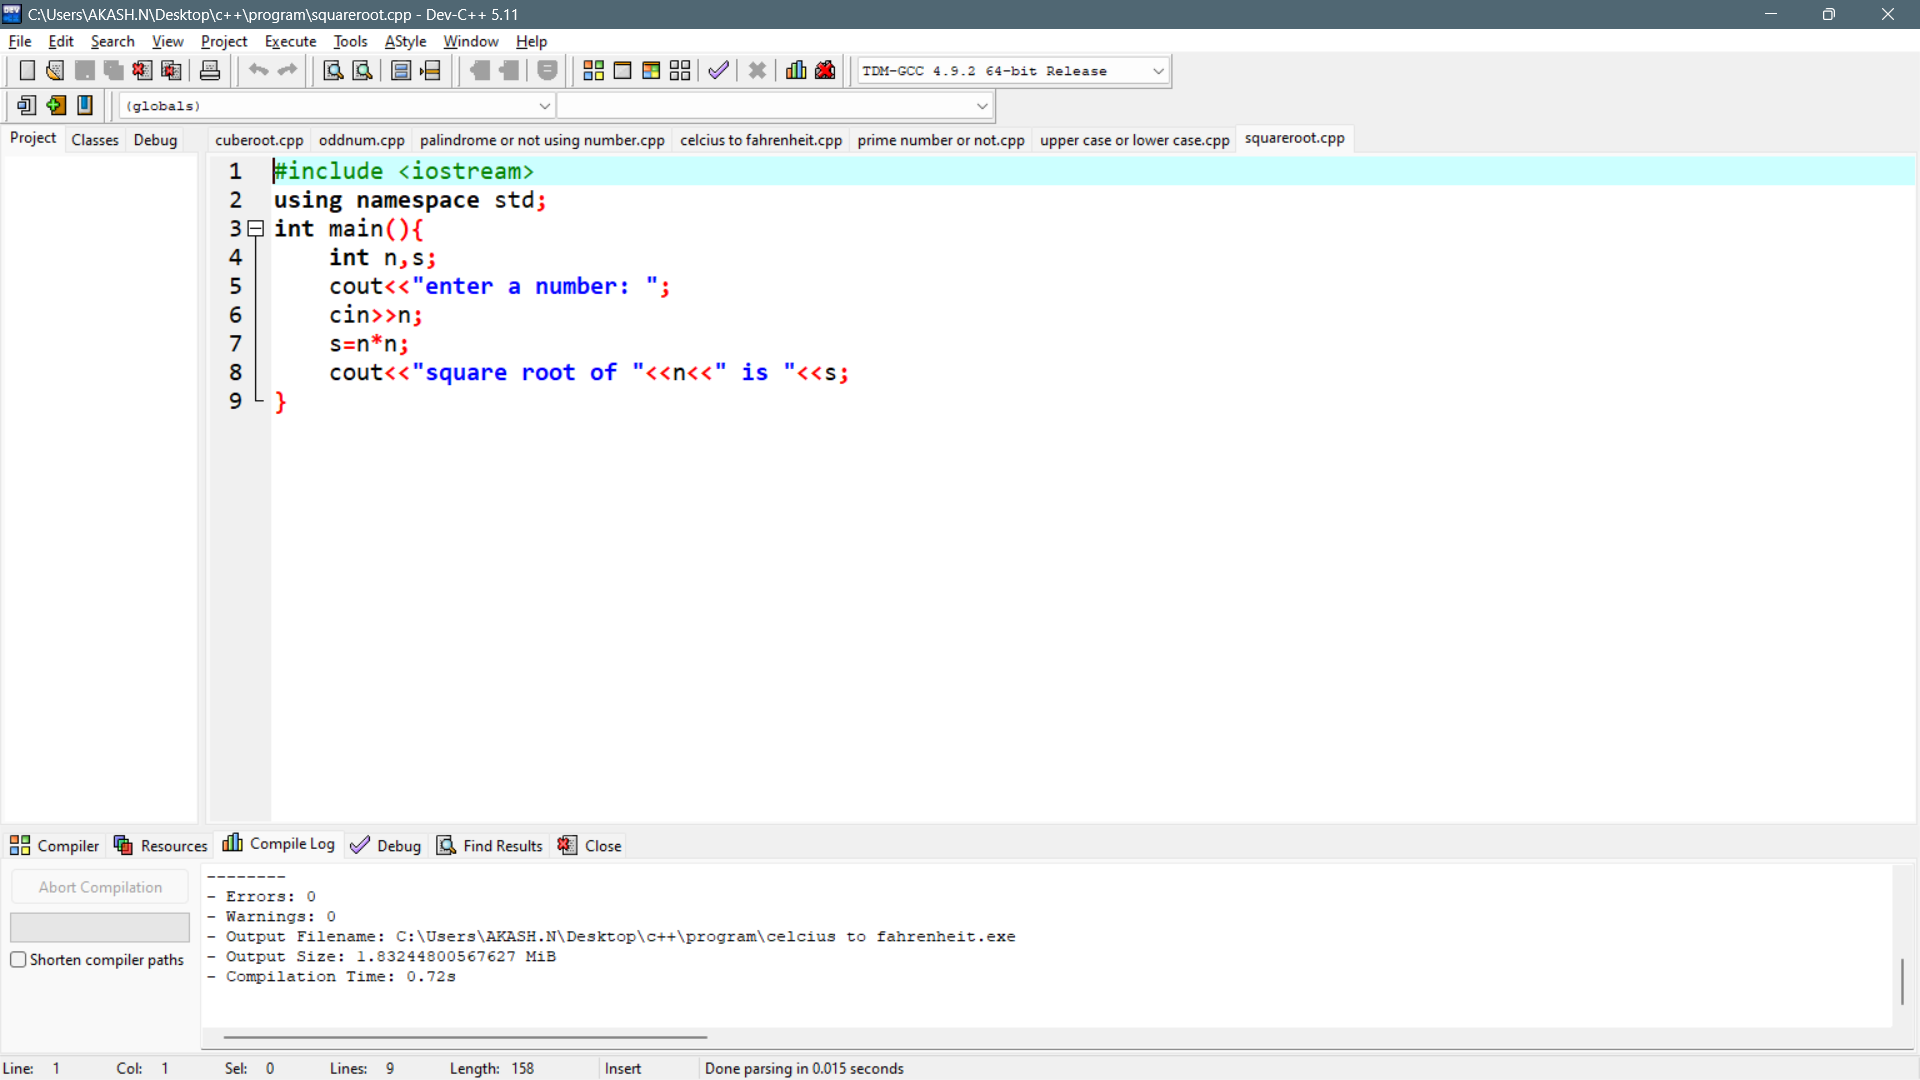 C:\Users\AKASH.N\Desktop\c++\program\squareroot.cpp - Dev-C++ 5.11
File Edit Search View Project Execute Tools AStyle Window Help
TDM-GCC 4.9.2 64-bit Release
(globals)
Project Classes Debug
cuberoot.cpp oddnum.cpp palindrome or not using number.cpp celcius to fahrenheit.cpp prime number or not.cpp upper case or lower case.cpp squareroot.cpp
1 #include <iostream>
2 using namespace std;
3 int main(){
4 int n,s;
5 cout<<"enter a number: ";
6 cin>>n;
7 s=n*n;
8 cout<<"square root of "<<n<<" is "<<s;
9 }
Compiler Resources Compile Log Debug Find Results Close
Abort Compilation
Shorten compiler paths
--------
- Errors: 0
- Warnings: 0
- Output Filename: C:\Users\AKASH.N\Desktop\c++\program\celcius to fahrenheit.exe
- Output Size: 1.83244800567627 MiB
- Compilation Time: 0.72s
Line: 1 Col: 1 Sel: 0 Lines: 9 Length: 158 Insert Done parsing in 0.015 seconds